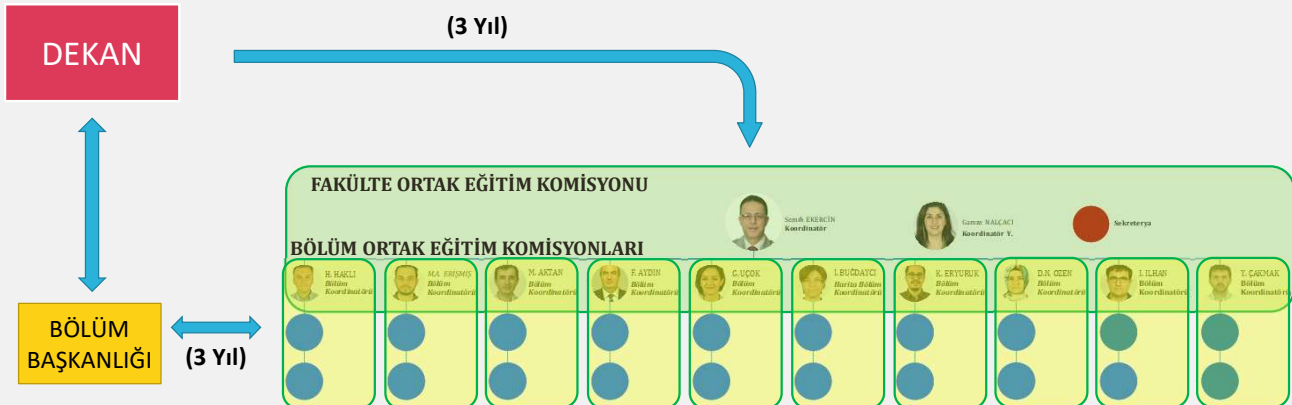 DEKAN
(3 Yıl)
FAKÜLTE ORTAK EĞİTİM KOMİSYONU
Semih EKERCİN
Koordinatör
Gamze NALÇACI
Koordinatör Y.
Sekreterya
BÖLÜM ORTAK EĞİTİM KOMİSYONLARI
H. HAKLI
Bölüm
Koordinatörü
M.A. ERİŞMİŞ
Bölüm
Koordinatörü
M. AKTAN
Bölüm
Koordinatörü
F. AYDIN
Bölüm
Koordinatörü
G. UÇOK
Bölüm
Koordinatörü
I. BUĞDAYCI
Harita Bölüm
Koordinatörü
K. ERYURUK
Bölüm
Koordinatörü
D.N. OZEN
Bölüm
Koordinatörü
I. ILHAN
Bölüm
Koordinatörü
T. ÇAKMAK
Bölüm
Koordinatörü
BÖLÜM
BAŞKANLIĞI
(3 Yıl)